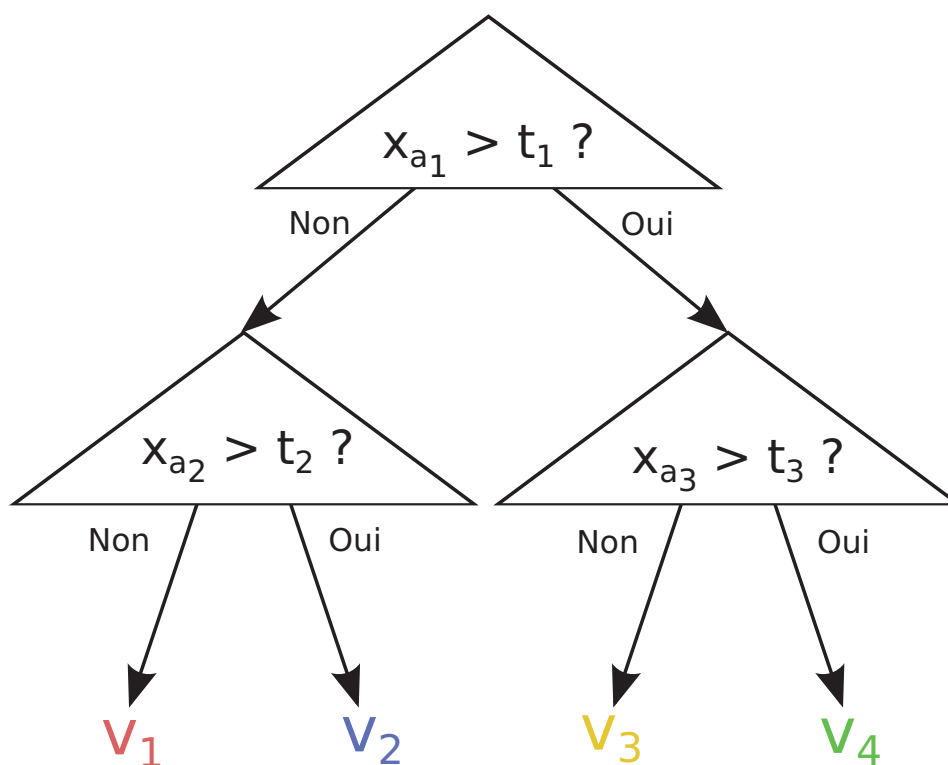 x_{a_1} > t_1 ?
Non Oui
x_{a_2} > t_2 ? x_{a_3} > t_3 ?
Non Oui Non Oui
v_1 v_2 v_3 v_4